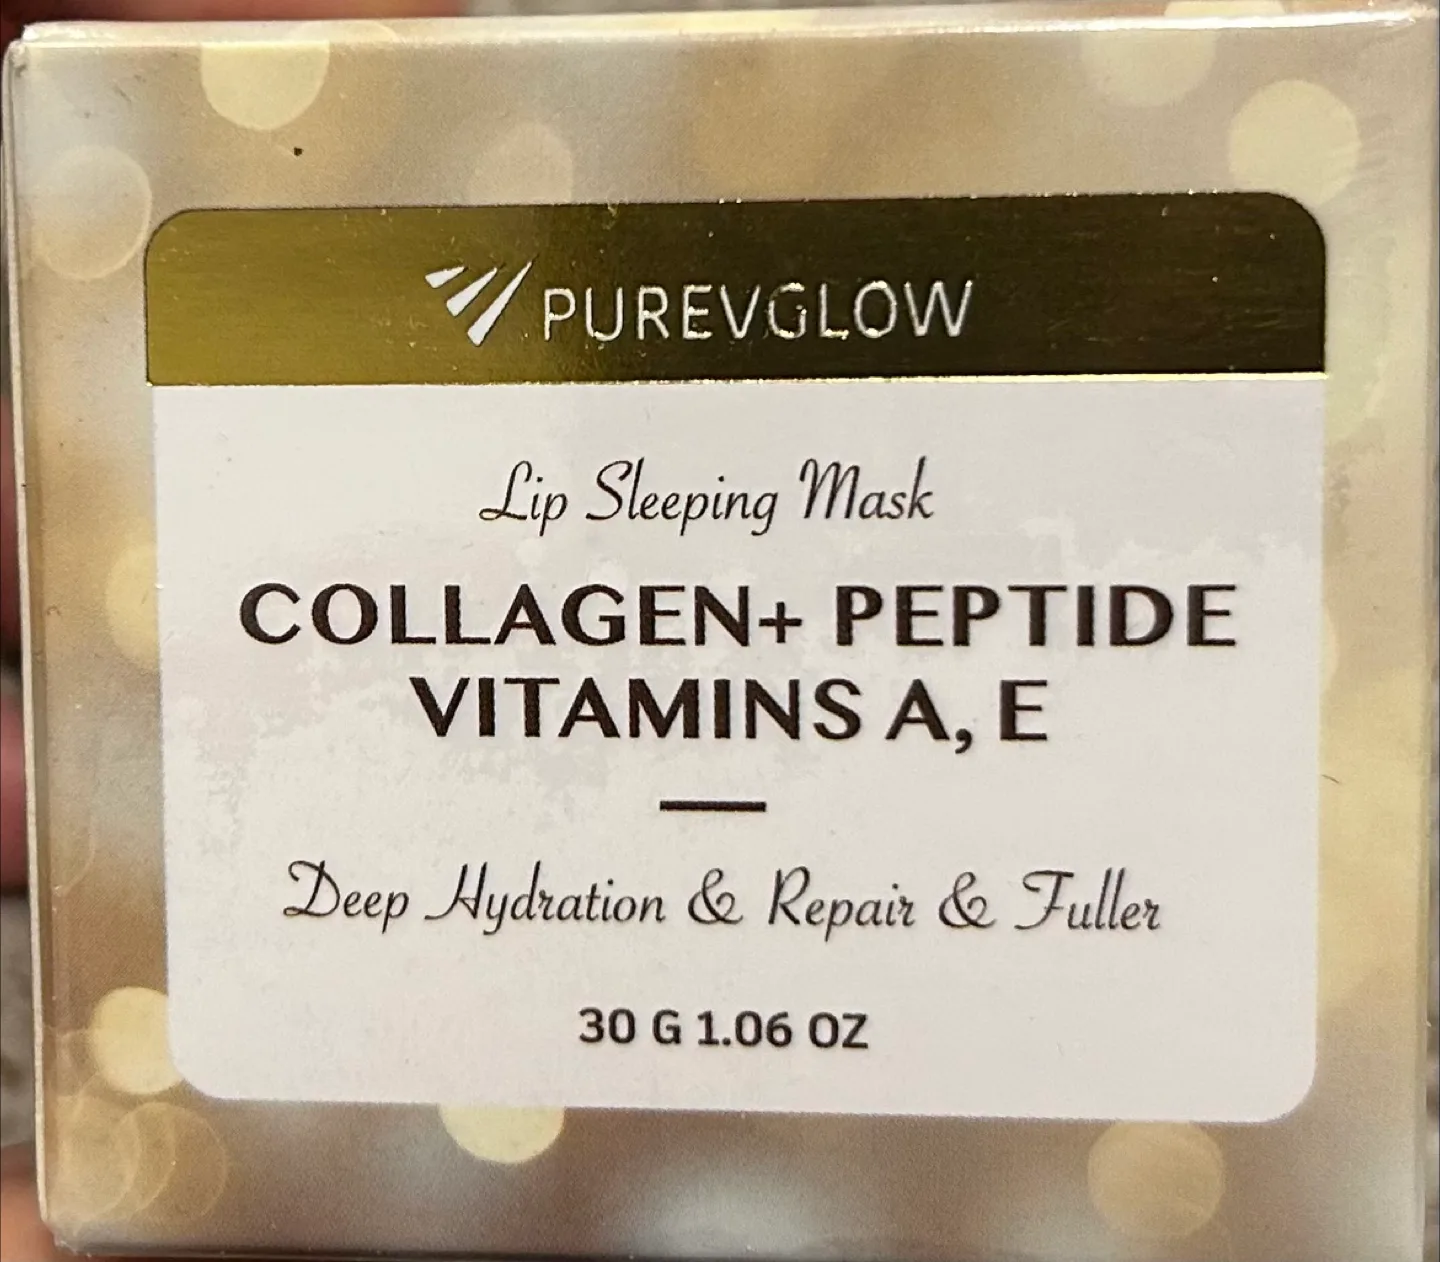 PUREVGLOW
Lip Sleeping Mask
COLLAGEN+ PEPTIDE
VITAMINS A, E
Deep Hydration & Repair & Fuller
30 G 1.06 OZ